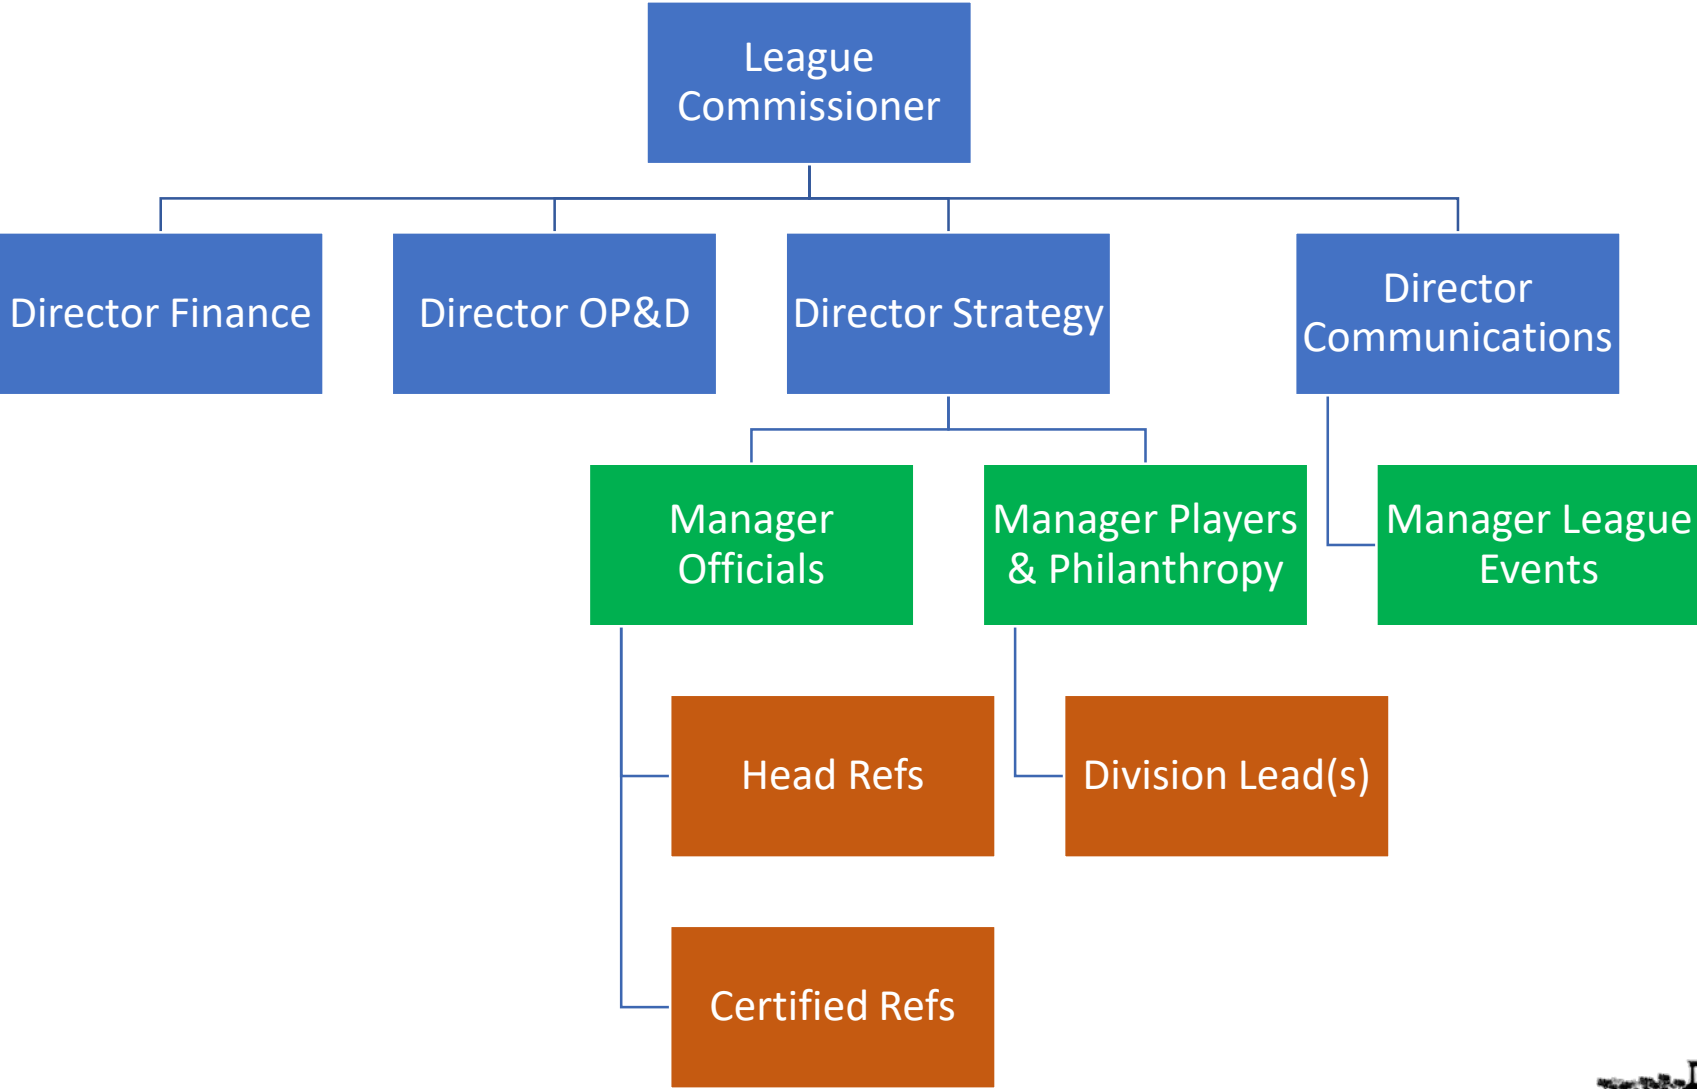 League
Commissioner
Director Finance
Director OP&D
Director Strategy
Director
Communications
Manager
Officials
Manager Players
& Philanthropy
Manager League
Events
Head Refs
Division Lead(s)
Certified Refs